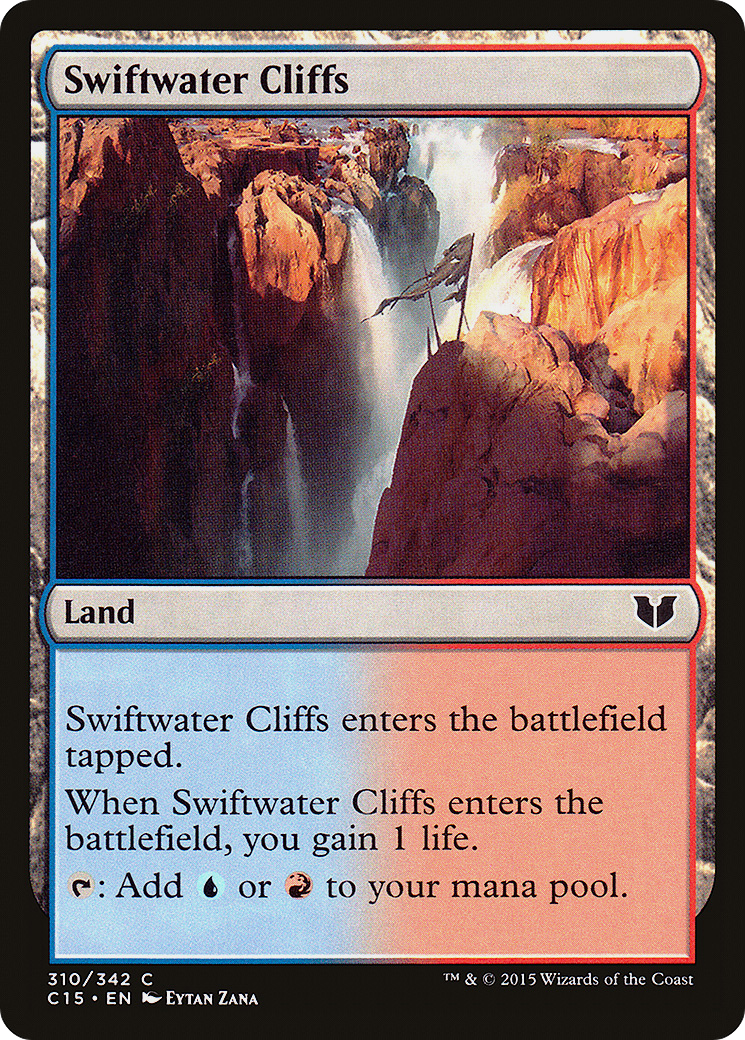 Swiftwater Cliffs
Land
Swiftwater Cliffs enters the battlefield
tapped.
When Swiftwater Cliffs enters the
battlefield, you gain 1 life.
: Add or to your mana pool.
310/342 C
C15 • EN Eytan Zana
™ & © 2015 Wizards of the Coast